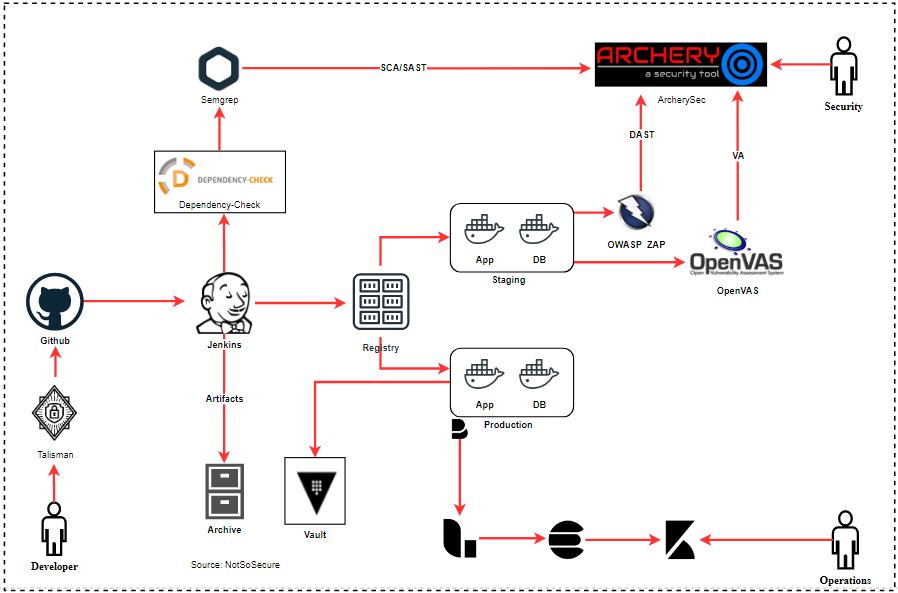 ARCHERY
a security tool
SCA/SAST
Semgrep
ArcherySec
Security
DAST
VA
D
DEPENDENCY-CHECK
Dependency-Check
App
DB
Staging
OWASP ZAP
OpenVAS
Open Vulnerability Assessment System
OpenVAS
Github
Jenkins
Registry
Artifacts
App
DB
Production
Talisman
Archive
Vault
Source: NotSoSecure
Developer
Operations